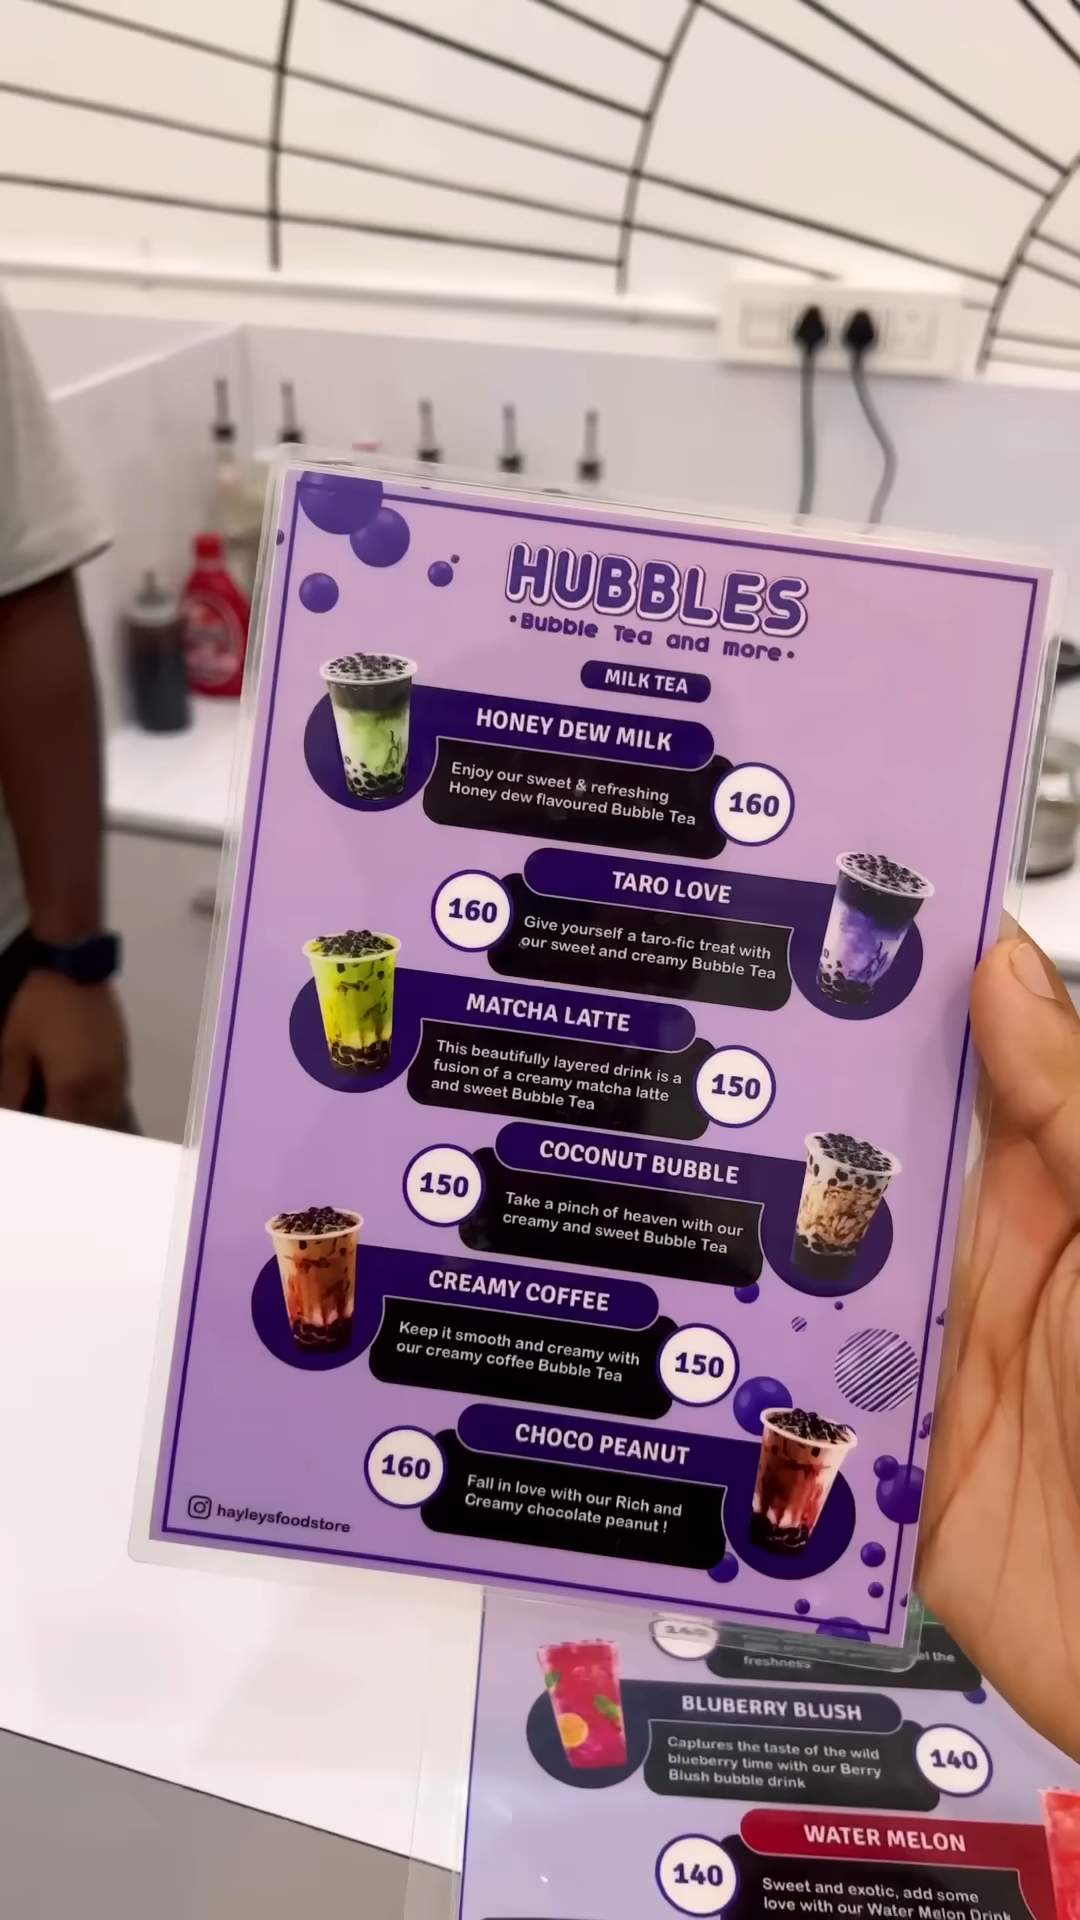 HUBBLES
•Bubble Tea and more•
MILK TEA
HONEY DEW MILK
Enjoy our sweet & refreshing
Honey dew flavoured Bubble Tea
160
TARO LOVE
160
Give yourself a taro-fic treat with
our sweet and creamy Bubble Tea
MATCHA LATTE
This beautifully layered drink is a
fusion of a creamy matcha latte
and sweet Bubble Tea
150
COCONUT BUBBLE
150
Take a pinch of heaven with our
creamy and sweet Bubble Tea
CREAMY COFFEE
Keep it smooth and creamy with
our creamy coffee Bubble Tea
150
CHOCO PEANUT
160
Fall in love with our Rich and
Creamy chocolate peanut !
hayleysfoodstore
140
the
freshness
BLUBERRY BLUSH
Captures the taste of the wild
blueberry time with our Berry
Blush bubble drink
140
WATER MELON
140
Sweet and exotic, add some
love with our Water Melon Drink